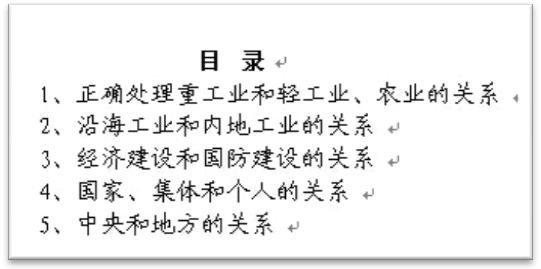 目 录
1、正确处理重工业和轻工业、农业的关系
2、沿海工业和内地工业的关系
3、经济建设和国防建设的关系
4、国家、集体和个人的关系
5、中央和地方的关系